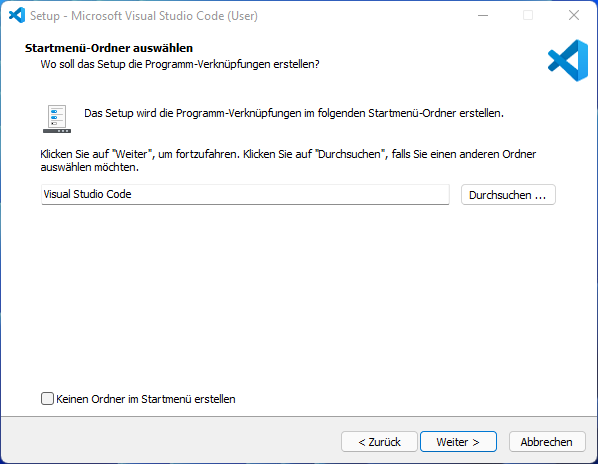 Setup - Microsoft Visual Studio Code (User)
Startmenü-Ordner auswählen
Wo soll das Setup die Programm-Verknüpfungen erstellen?
Das Setup wird die Programm-Verknüpfungen im folgenden Startmenü-Ordner erstellen.
Klicken Sie auf "Weiter", um fortzufahren. Klicken Sie auf "Durchsuchen", falls Sie einen anderen Ordner
auswählen möchten.
Visual Studio Code
Durchsuchen ...
Keinen Ordner im Startmenü erstellen
< Zurück
Weiter >
Abbrechen